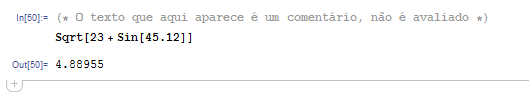 In[50]:= (* O texto que aqui aparece é um comentário, não é avaliado *)
Sqrt[23 + Sin[45.12]]
Out[50]= 4.88955
+